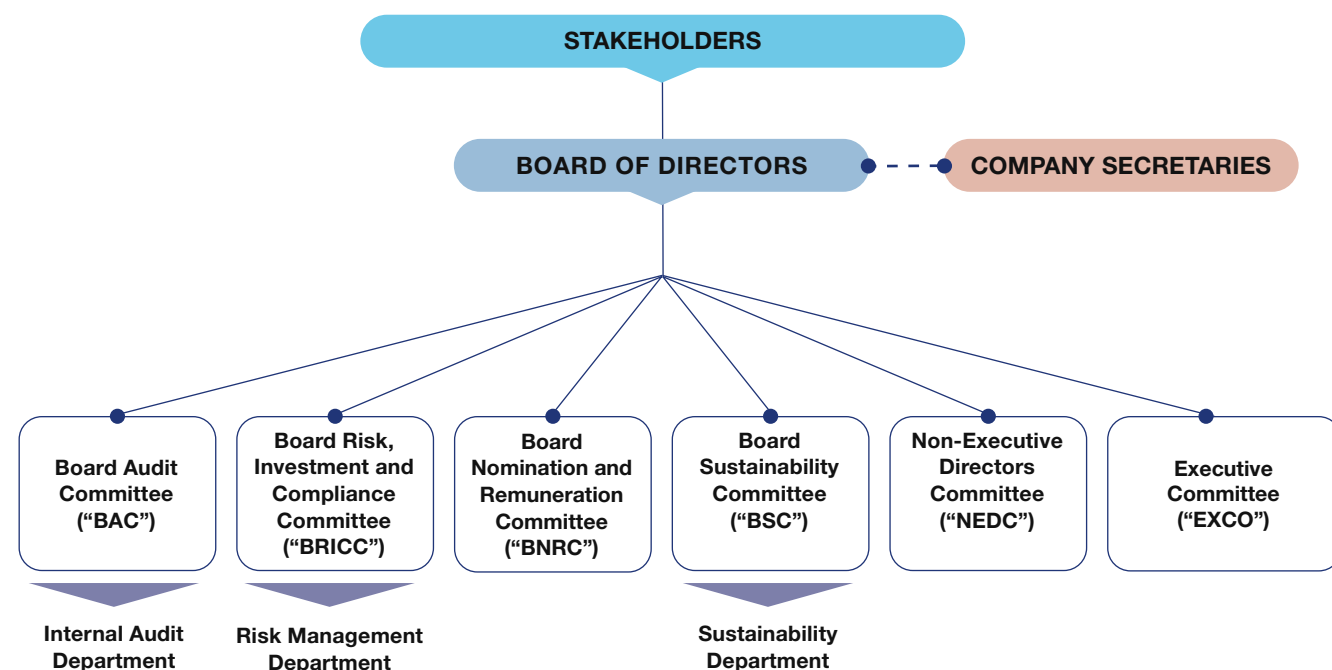 STAKEHOLDERS
BOARD OF DIRECTORS
COMPANY SECRETARIES
Board Audit
Committee
(“BAC”)
Board Risk,
Investment and
Compliance
Committee
(“BRICC”)
Board
Nomination and
Remuneration
Committee
(“BNRC”)
Board
Sustainability
Committee
(“BSC”)
Non-Executive
Directors
Committee
(“NEDC”)
Executive
Committee
(“EXCO”)
Internal Audit
Department
Risk Management
Department
Sustainability
Department